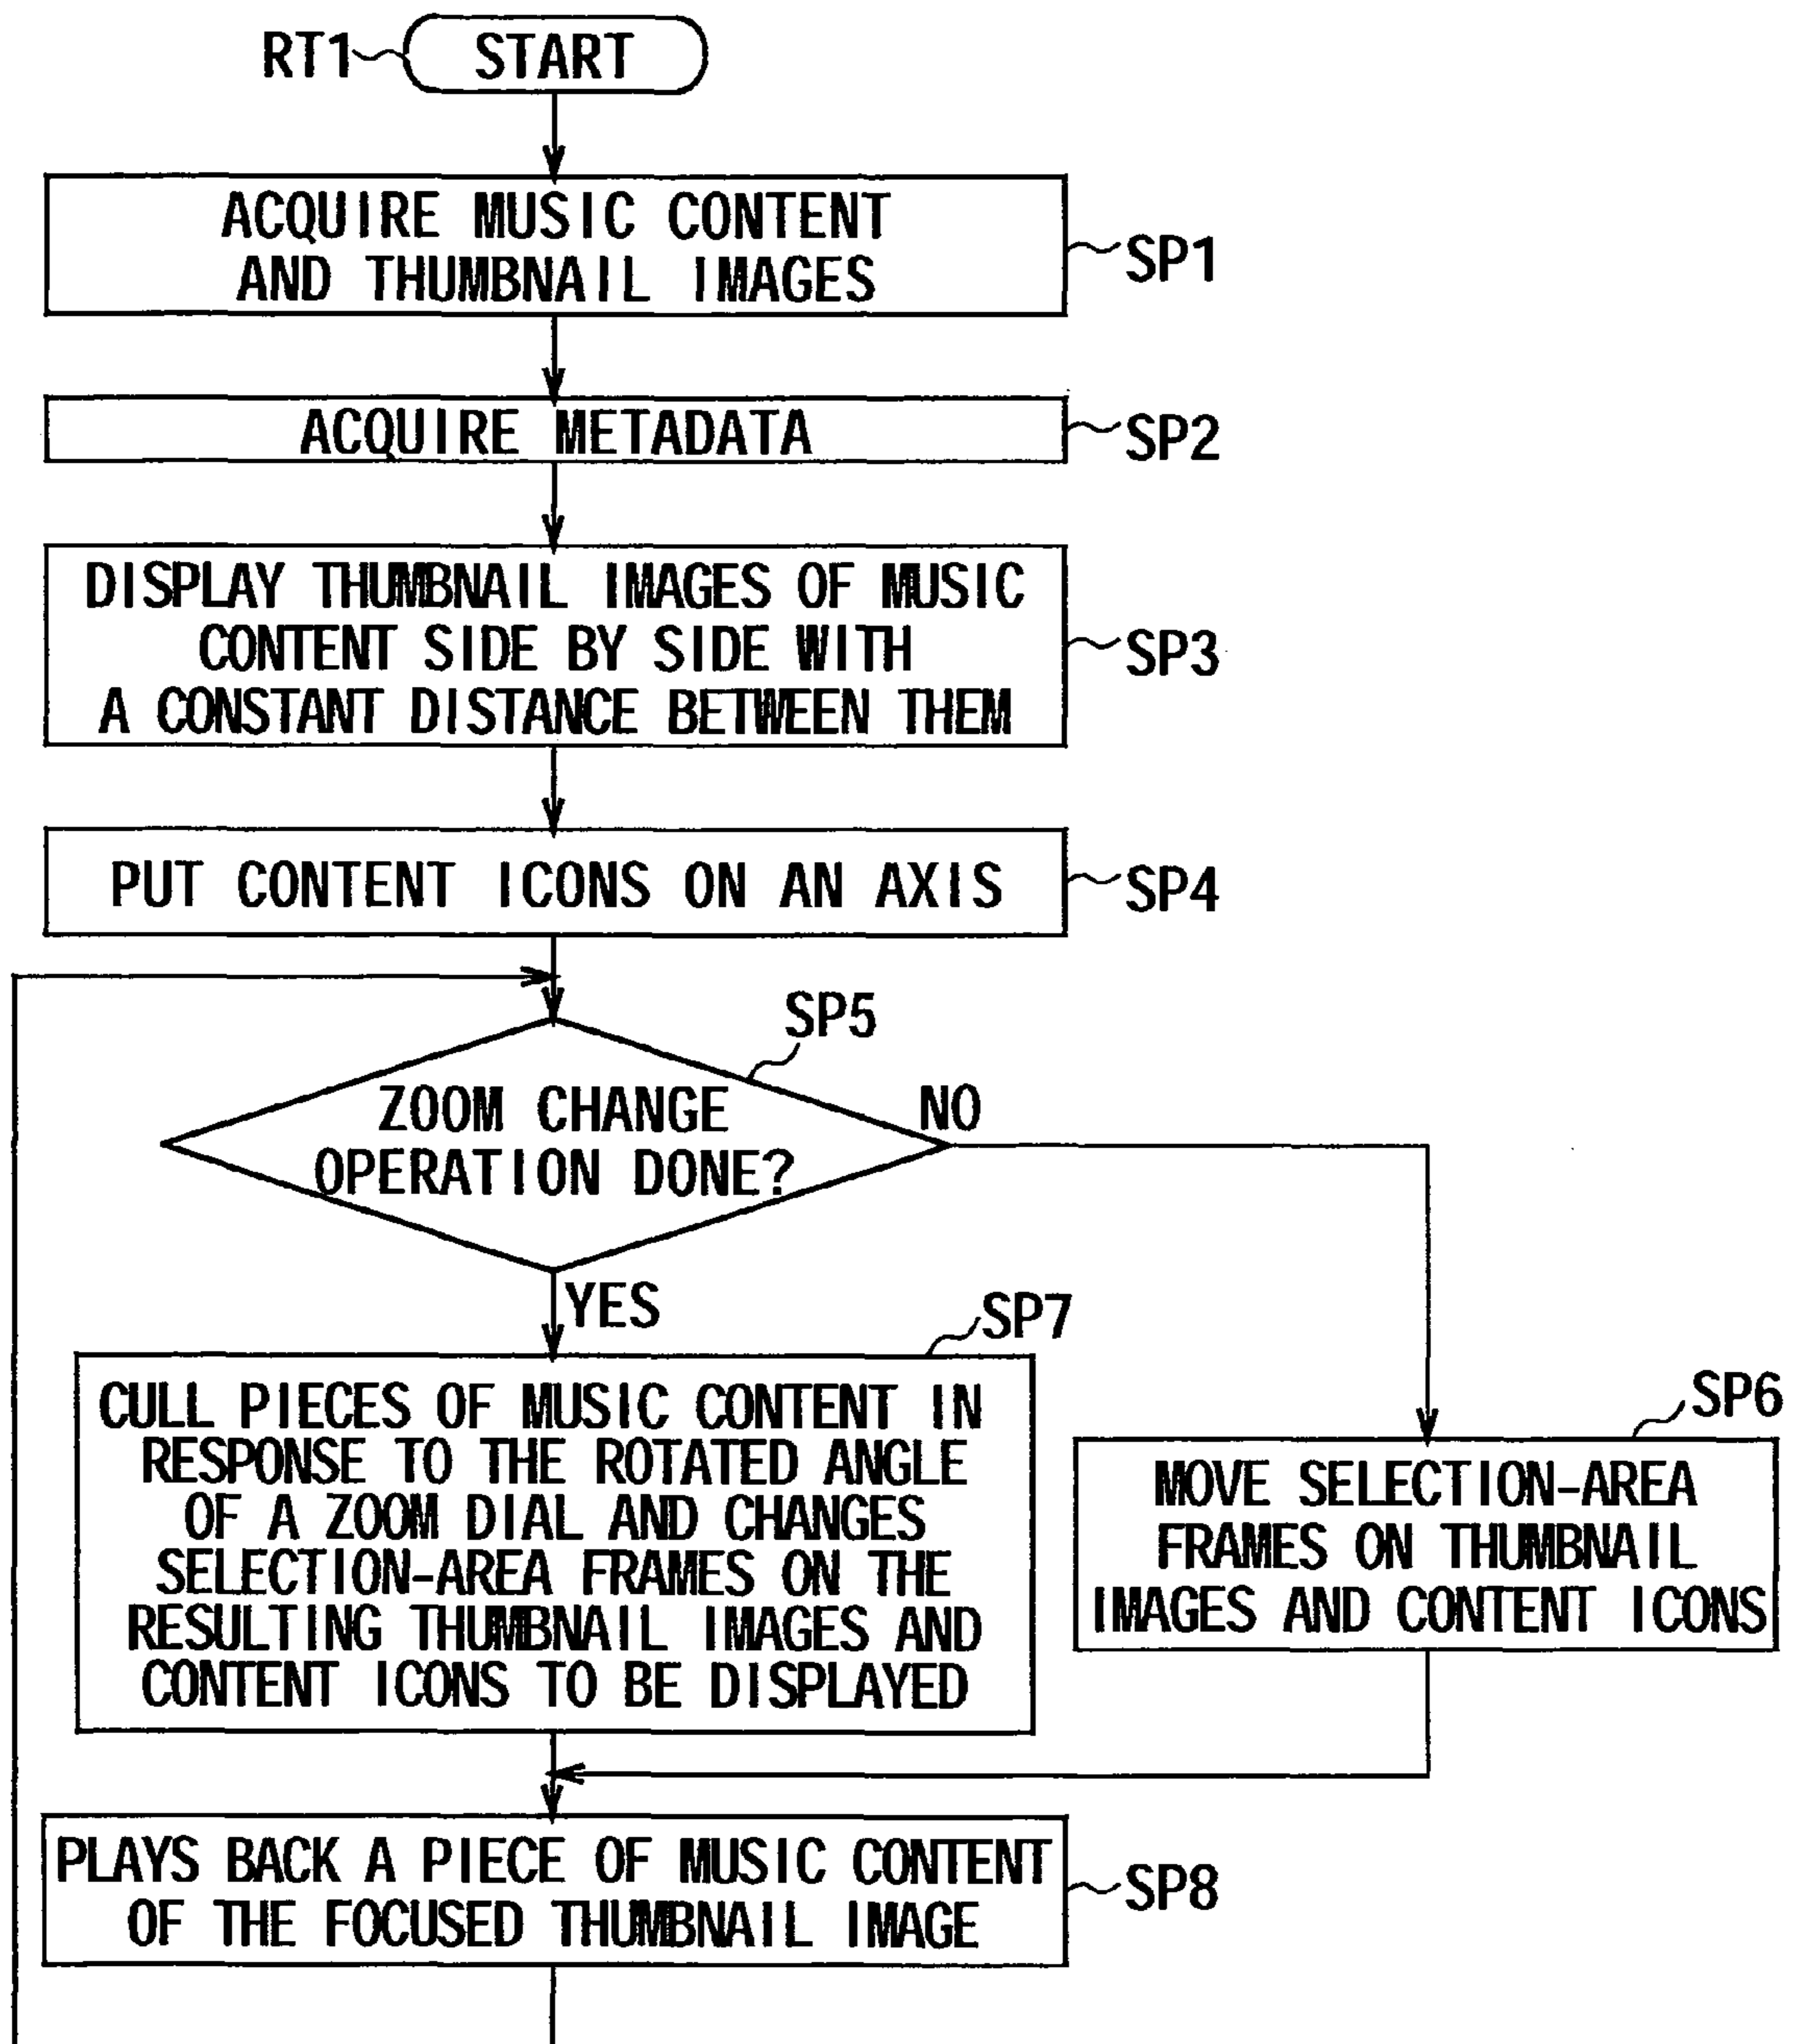 RT1
START
ACQUIRE MUSIC CONTENT
AND THUMBNAIL IMAGES
SP1
ACQUIRE METADATA
SP2
DISPLAY THUMBNAIL IMAGES OF MUSIC
CONTENT SIDE BY SIDE WITH
A CONSTANT DISTANCE BETWEEN THEM
SP3
PUT CONTENT ICONS ON AN AXIS
SP4
SP5
ZOOM CHANGE
OPERATION DONE?
NO
YES
SP7
CULL PIECES OF MUSIC CONTENT IN
RESPONSE TO THE ROTATED ANGLE
OF A ZOOM DIAL AND CHANGES
SELECTION-AREA FRAMES ON THE
RESULTING THUMBNAIL IMAGES AND
CONTENT ICONS TO BE DISPLAYED
SP6
MOVE SELECTION-AREA
FRAMES ON THUMBNAIL
IMAGES AND CONTENT ICONS
PLAYS BACK A PIECE OF MUSIC CONTENT
OF THE FOCUSED THUMBNAIL IMAGE
SP8